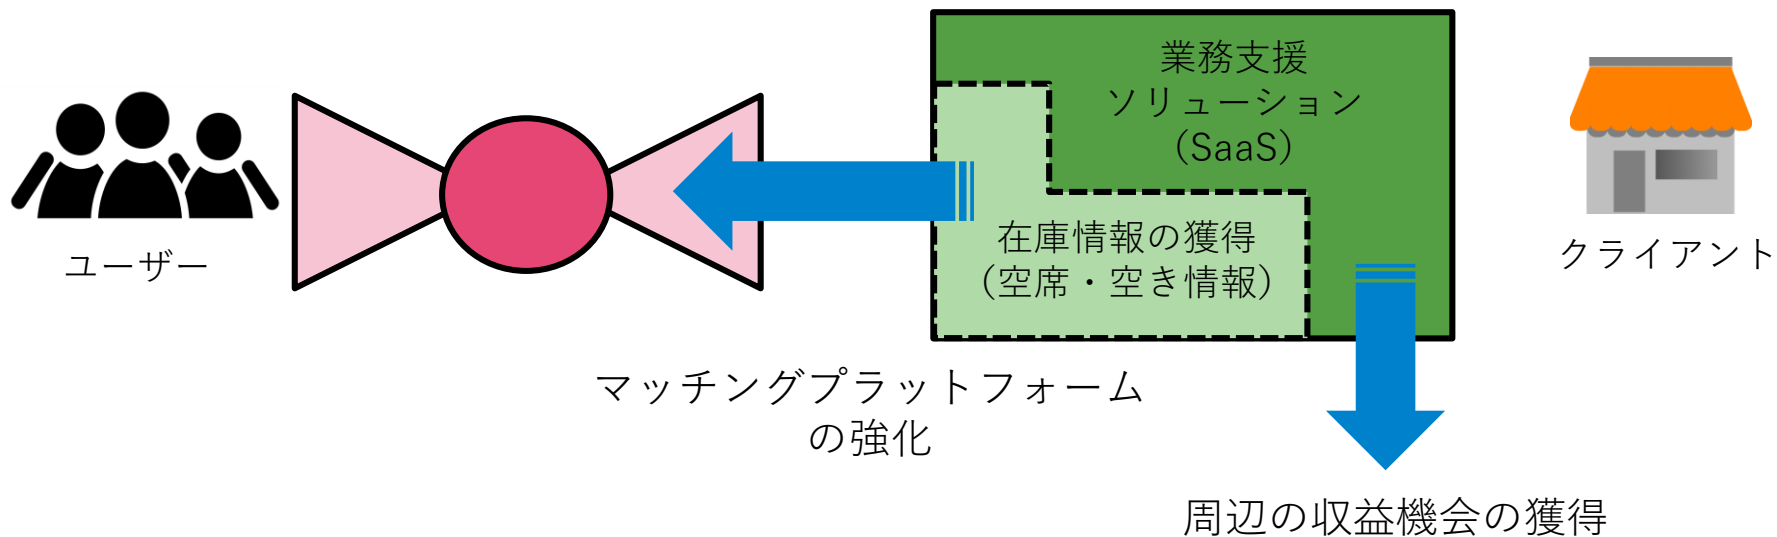 業務支援
ソリューション
（SaaS）
在庫情報の獲得
（空席・空き情報）
ユーザー
クライアント
マッチングプラットフォーム
の強化
周辺の収益機会の獲得